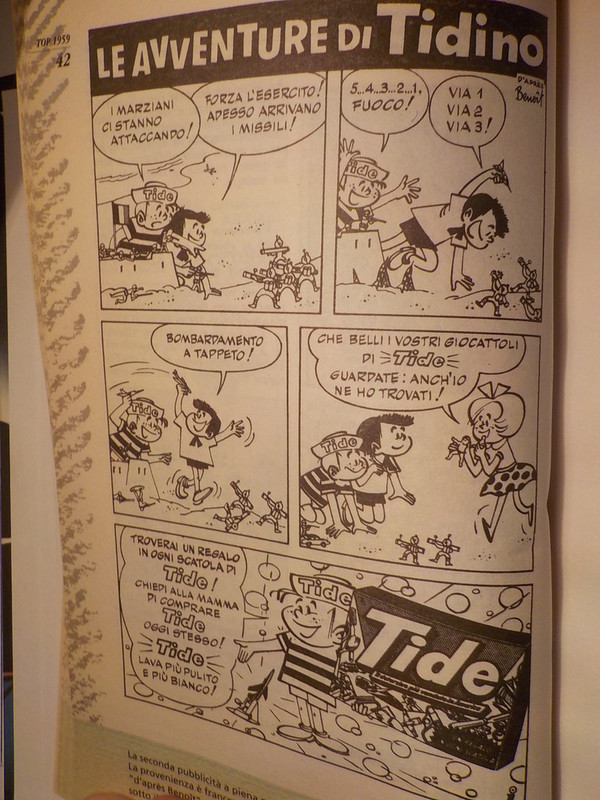 TOP. 1959
42
LE AVVENTURE DI Tidino
D'APRÈS
Benoît
I MARZIANI
CI STANNO
ATTACCANDO!
FORZA L'ESERCITO!
ADESSO ARRIVANO
I MISSILI!
Tide
5...4...3...2...1,
FUOCO!
VIA 1
VIA 2
VIA 3!
Tide
BOMBARDAMENTO
A TAPPETO!
Tide
CHE BELLI I VOSTRI GIOCATTOLI
DI Tide
GUARDATE: ANCH'IO
NE HO TROVATI!
Tide
TROVERAI UN REGALO
IN OGNI SCATOLA DI
Tide!
CHIEDI ALLA MAMMA
DI COMPRARE
Tide
OGGI STESSO!
Tide
LAVA PIÙ PULITO
E PIÙ BIANCO!
Tide
Tide
La seconda pubblicità a piena
La provenienza è
"d'après Benoît"
sotto